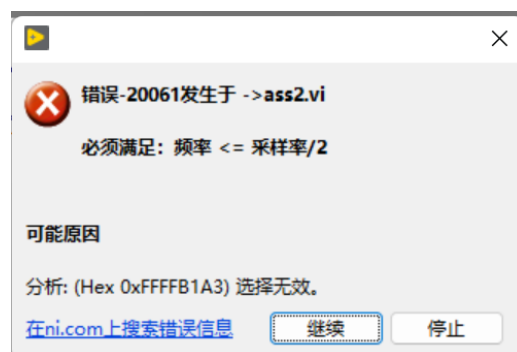 错误-20061发生于 ->ass2.vi
必须满足：频率 <= 采样率/2
可能原因
分析: (Hex 0xFFFFB1A3) 选择无效。
在ni.com上搜索错误信息 继续 停止